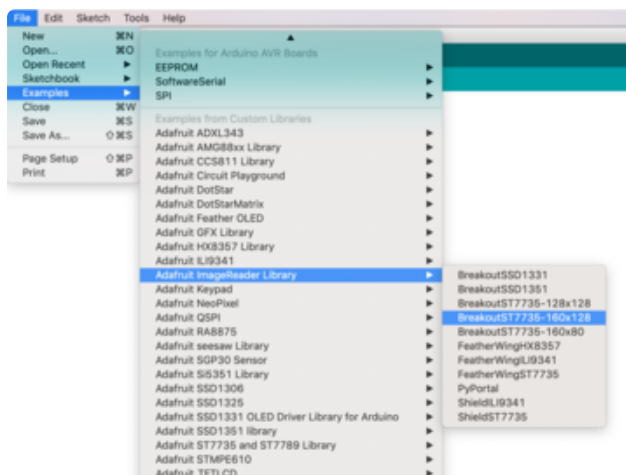 File Edit Sketch Tools Help
New ⌘N
Open... ⌘O
Open Recent
Sketchbook
Examples
Close ⌘W
Save ⌘S
Save As... ⇧⌘S
Page Setup ⇧⌘P
Print ⌘P
Examples for Arduino AVR Boards
EEPROM
SoftwareSerial
SPI
Examples from Custom Libraries
Adafruit ADXL343
Adafruit AMG88xx Library
Adafruit CCS811 Library
Adafruit Circuit Playground
Adafruit DotStar
Adafruit DotStarMatrix
Adafruit Feather OLED
Adafruit GFX Library
Adafruit HX8357 Library
Adafruit ILI9341
Adafruit ImageReader Library
Adafruit Keypad
Adafruit NeoPixel
Adafruit QSPI
Adafruit RA8875
Adafruit seesaw Library
Adafruit SGP30 Sensor
Adafruit Si5351 Library
Adafruit SSD1306
Adafruit SSD1325
Adafruit SSD1331 OLED Driver Library for Arduino
Adafruit SSD1351 library
Adafruit ST7735 and ST7789 Library
Adafruit STMPE610
Adafruit TFTLCD
BreakoutSSD1331
BreakoutSSD1351
BreakoutST7735-128x128
BreakoutST7735-160x128
BreakoutST7735-160x80
FeatherWingHX8357
FeatherWingILI9341
FeatherWingST7735
PyPortal
ShieldILI9341
ShieldST7735